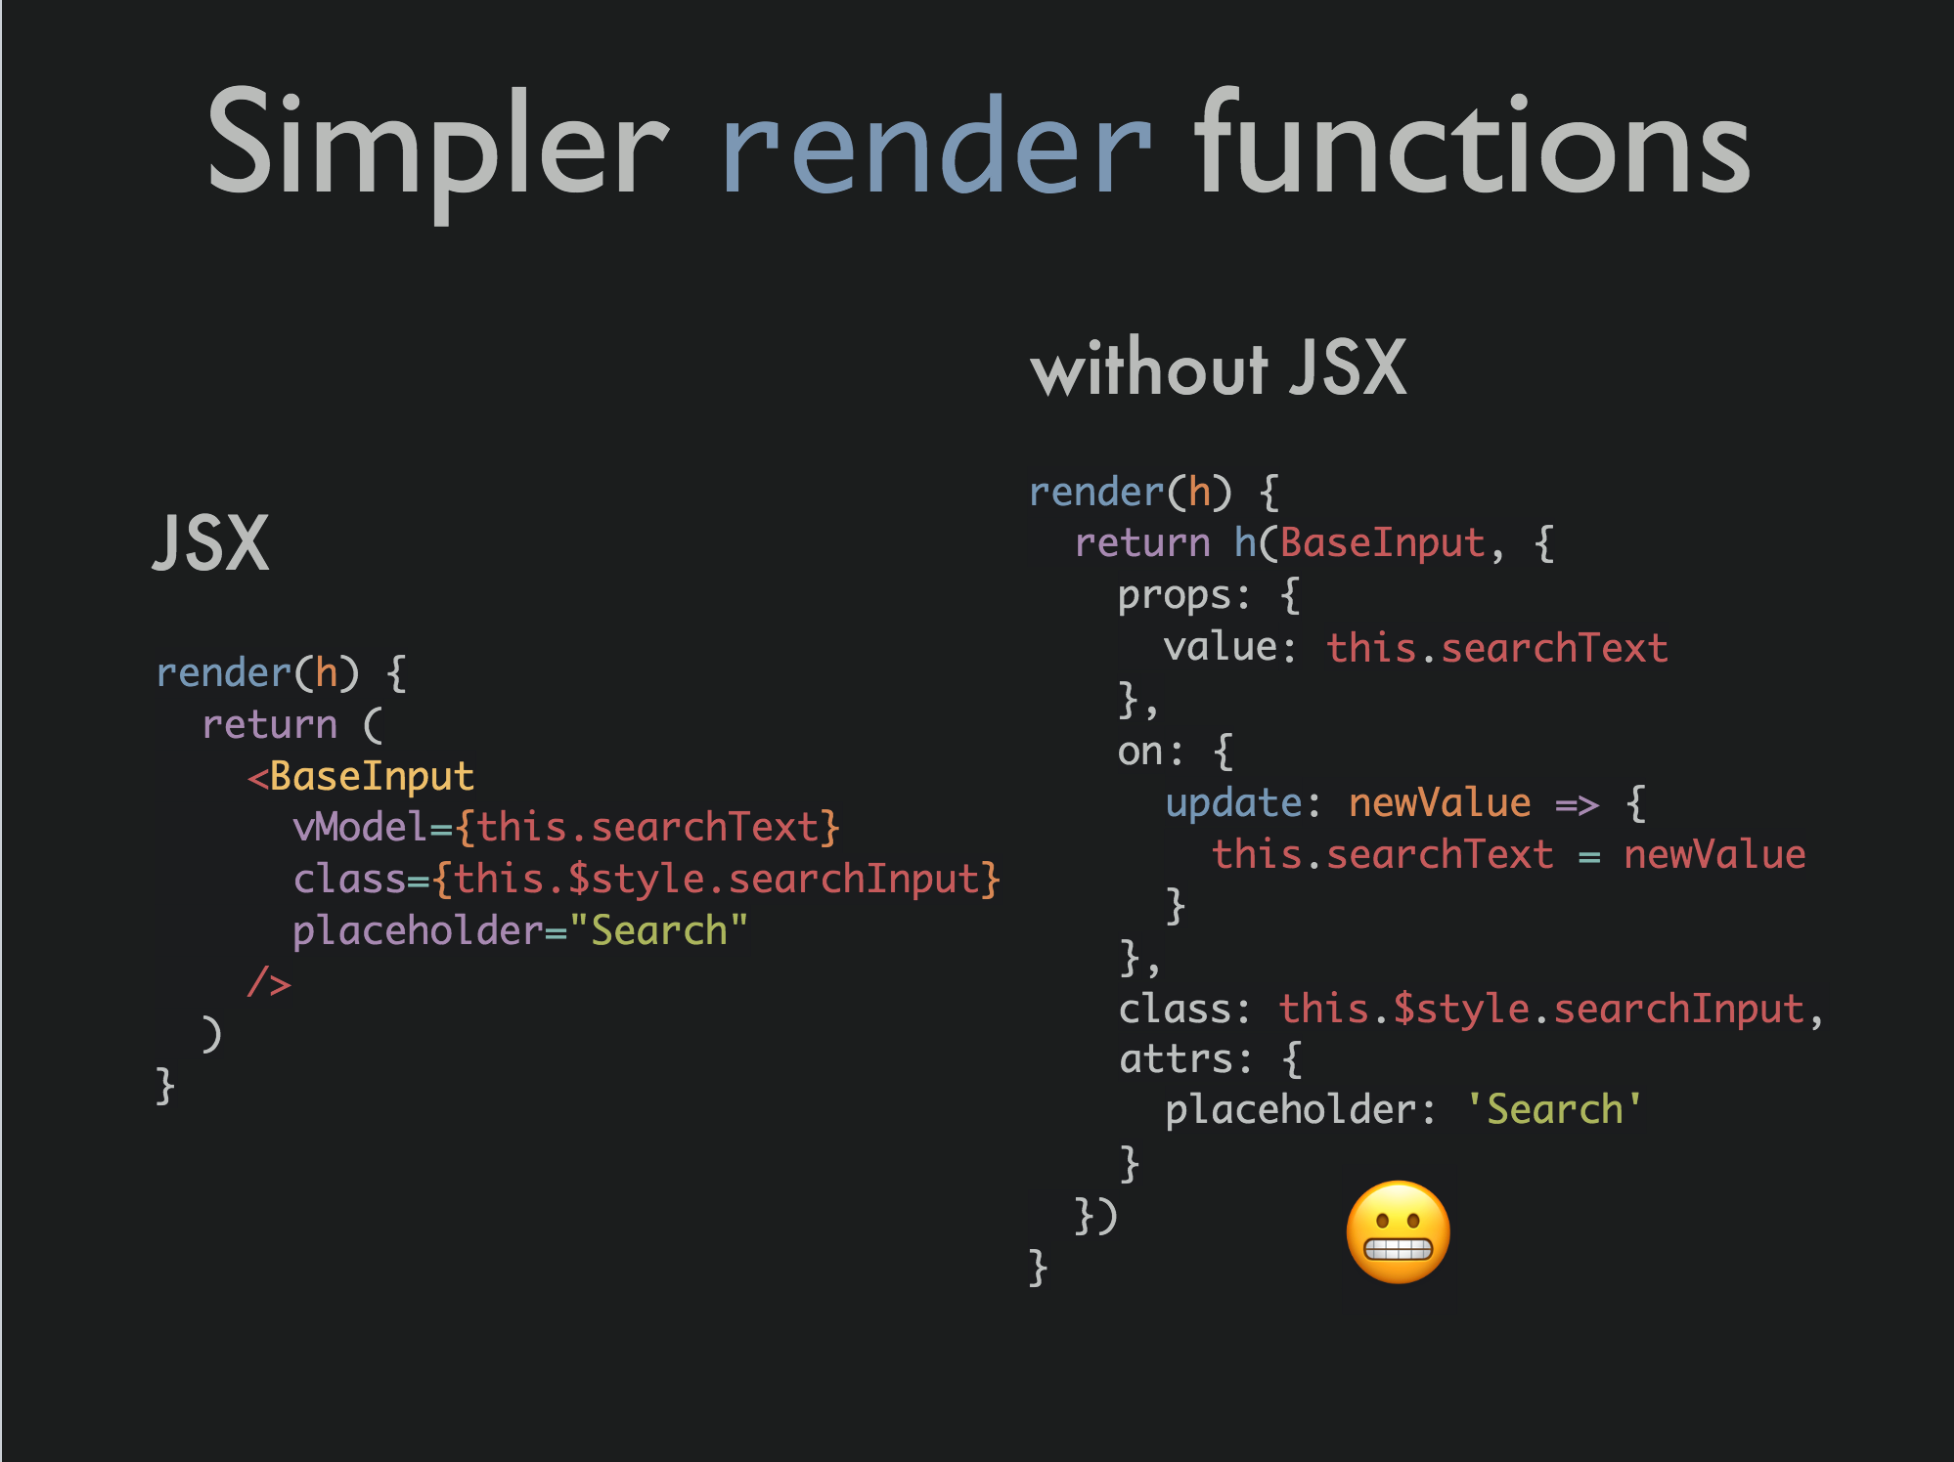 Simpler render functions
JSX
render(h) {
  return (
    <BaseInput
      vModel={this.searchText}
      class={this.$style.searchInput}
      placeholder="Search"
    />
  )
}
without JSX
render(h) {
  return h(BaseInput, {
    props: {
      value: this.searchText
    },
    on: {
      update: newValue => {
        this.searchText = newValue
      }
    },
    class: this.$style.searchInput,
    attrs: {
      placeholder: 'Search'
    }
  })
}